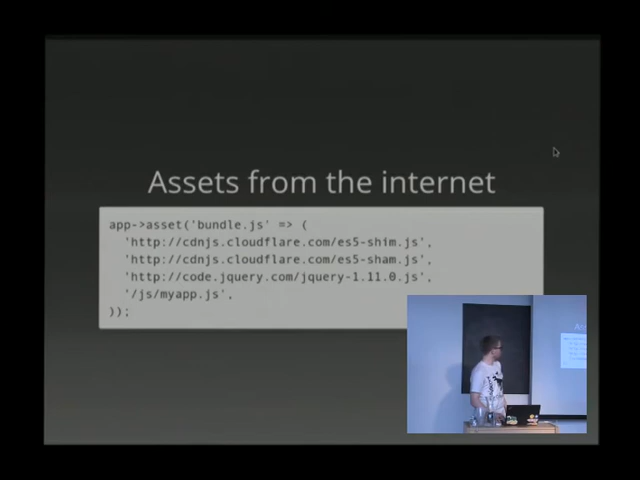 Assets from the internet
app->asset('bundle.js' => (
'http://cdnjs.cloudflare.com/es5-shim.js',
'http://cdnjs.cloudflare.com/es5-sham.js',
'http://code.jquery.com/jquery-1.11.0.js',
'/js/myapp.js',
));